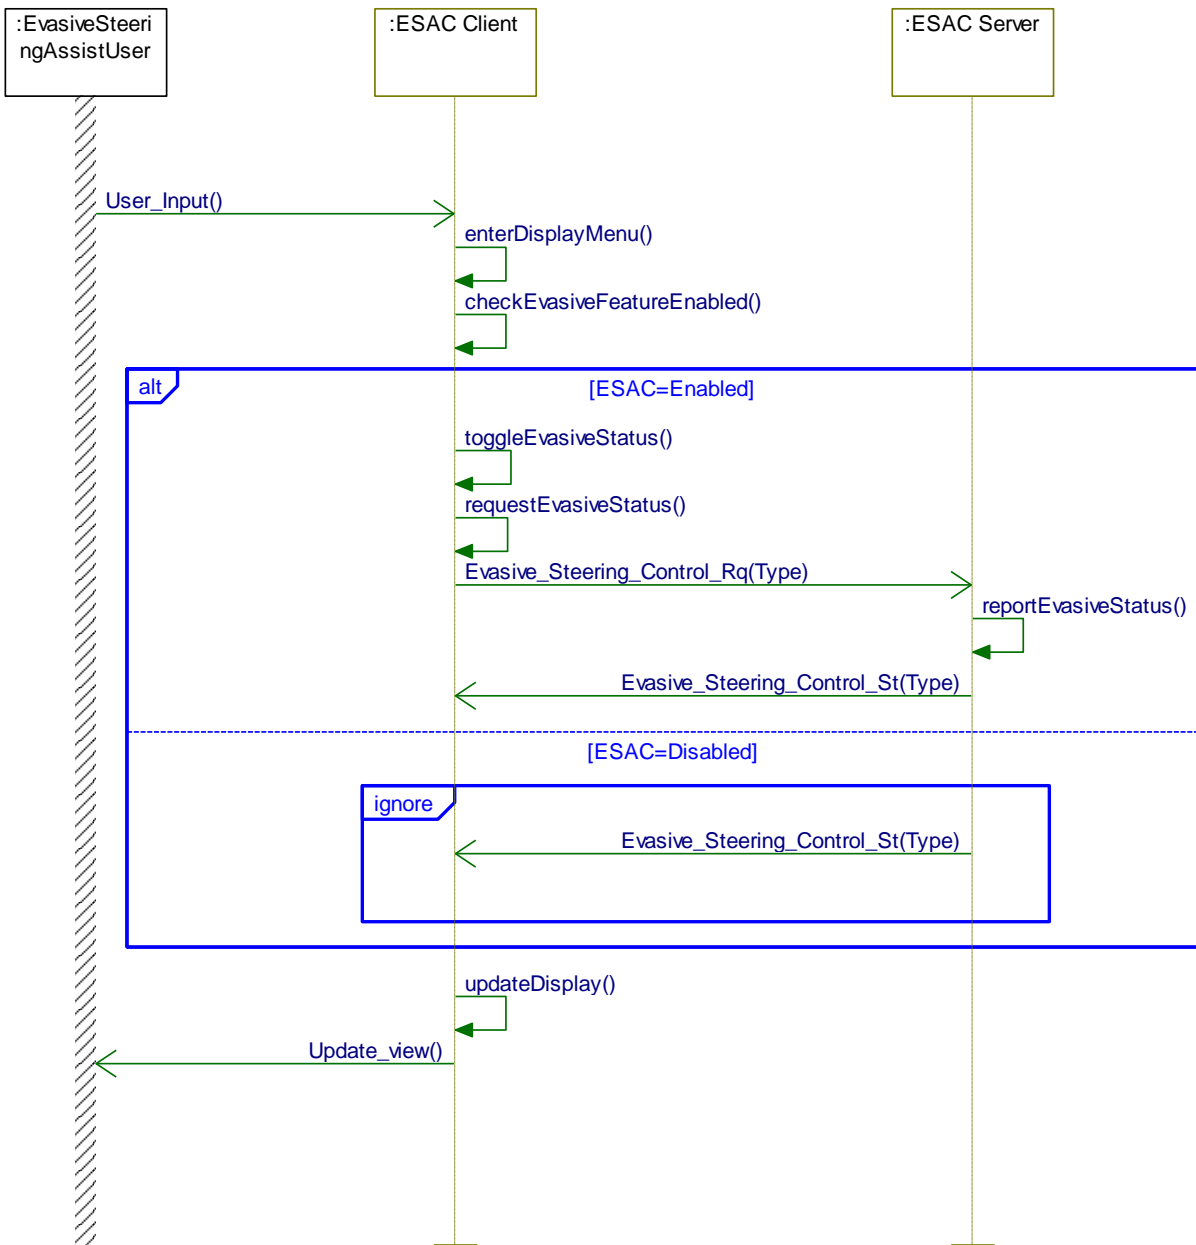 :EvasiveSteeri
ngAssistUser
:ESAC Client
:ESAC Server
User_Input()
enterDisplayMenu()
checkEvasiveFeatureEnabled()
alt
[ESAC=Enabled]
toggleEvasiveStatus()
requestEvasiveStatus()
Evasive_Steering_Control_Rq(Type)
reportEvasiveStatus()
Evasive_Steering_Control_St(Type)
[ESAC=Disabled]
ignore
Evasive_Steering_Control_St(Type)
updateDisplay()
Update_view()